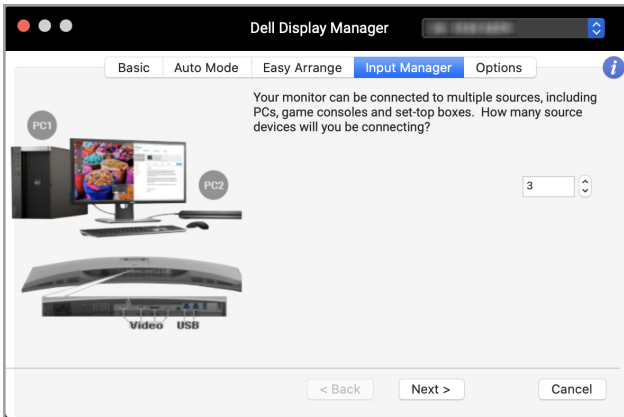 Dell Display Manager
Basic Auto Mode Easy Arrange Input Manager Options i
Your monitor can be connected to multiple sources, including
PCs, game consoles and set-top boxes.  How many source
devices will you be connecting?
PC1
3
PC2
Video USB
< Back Next > Cancel